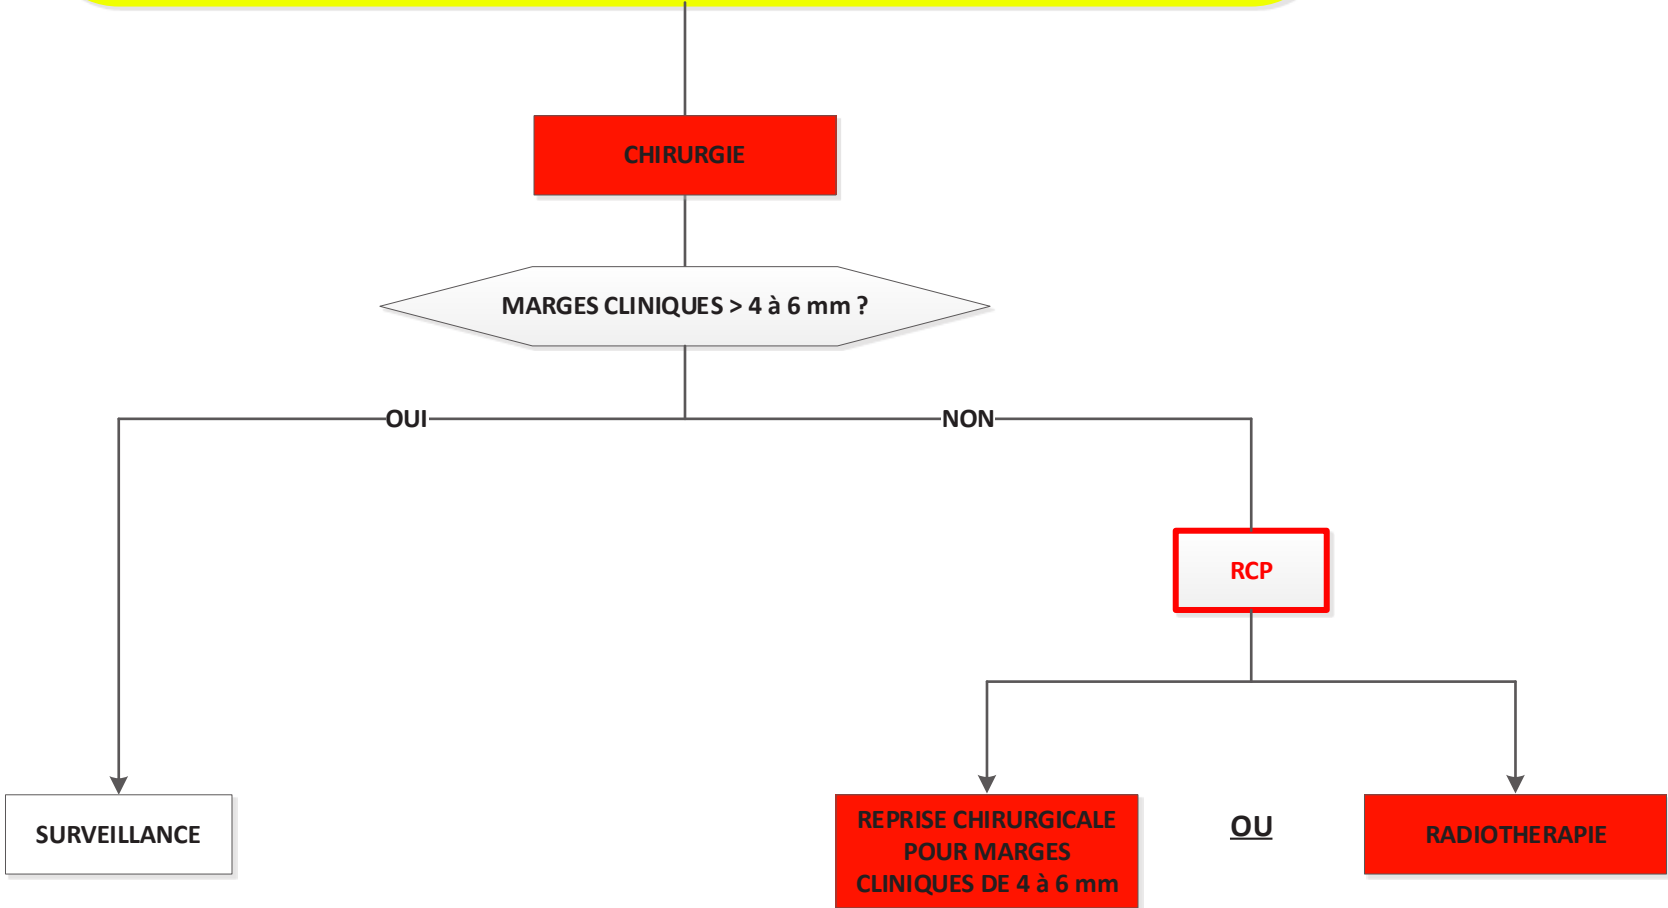 CHIRURGIE
MARGES CLINIQUES > 4 à 6 mm ?
OUI
NON
RCP
SURVEILLANCE
REPRISE CHIRURGICALE
POUR MARGES
CLINIQUES DE 4 à 6 mm
OU
RADIOTHERAPIE